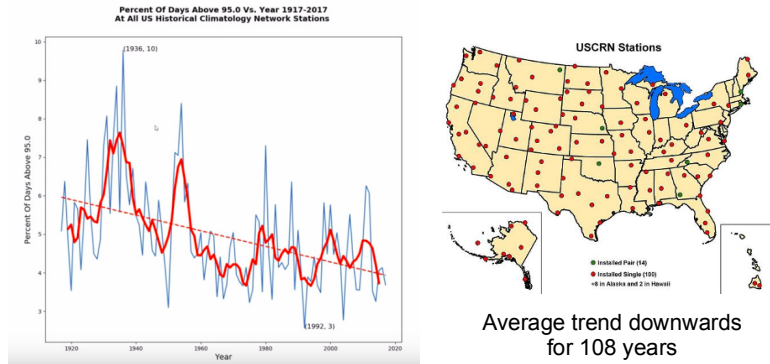 Percent Of Days Above 95.0 Vs. Year 1917-2017
At All US Historical Climatology Network Stations
(1936, 10)
10
9
8
7
6
5
4
3
Percent Of Days Above 95.0
(1992, 3)
1920
1940
1960
1980
2000
2020
Year
USCRN Stations
Installed Pair (14)
Installed Single (100)
+8 in Alaska and 2 in Hawaii
Average trend downwards
for 108 years